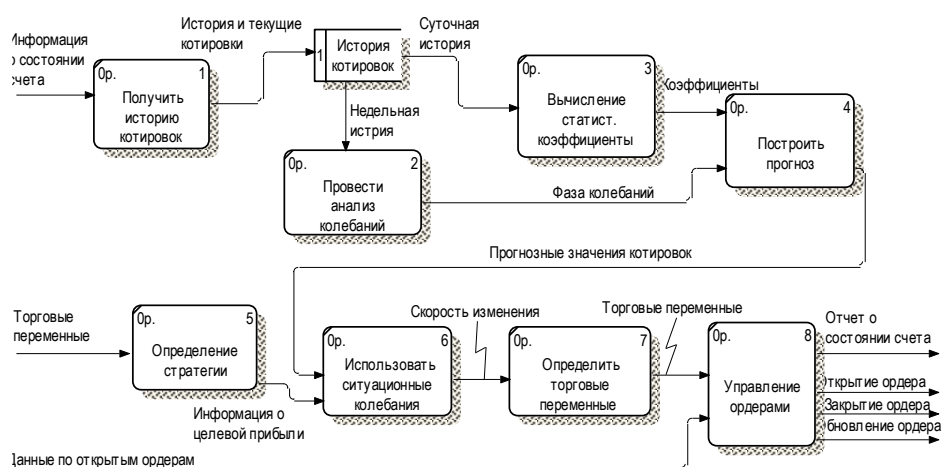 Информация
о состоянии
счета
История и текущие
котировки
1
История
котировок
Суточная
история
0р.
1
Получить
историю
котировок
Недельная
истрия
0р.
2
Провести
анализ
колебаний
0р.
3
Вычисление
статист.
коэффициенты
Коэффициенты
0р.
4
Построить
прогноз
Фаза колебаний
Прогнозные значения котировок
Торговые
переменные
0р.
5
Определение
стратегии
Информация о
целевой прибыли
0р.
6
Использовать
ситуационные
колебания
Скорость изменения
0р.
7
Определить
торговые
переменные
Торговые переменные
0р.
8
Управление
ордерами
Отчет о
состоянии счета
Открытие ордера
Закрытие ордера
Обновление ордера
Данные по открытым ордерам